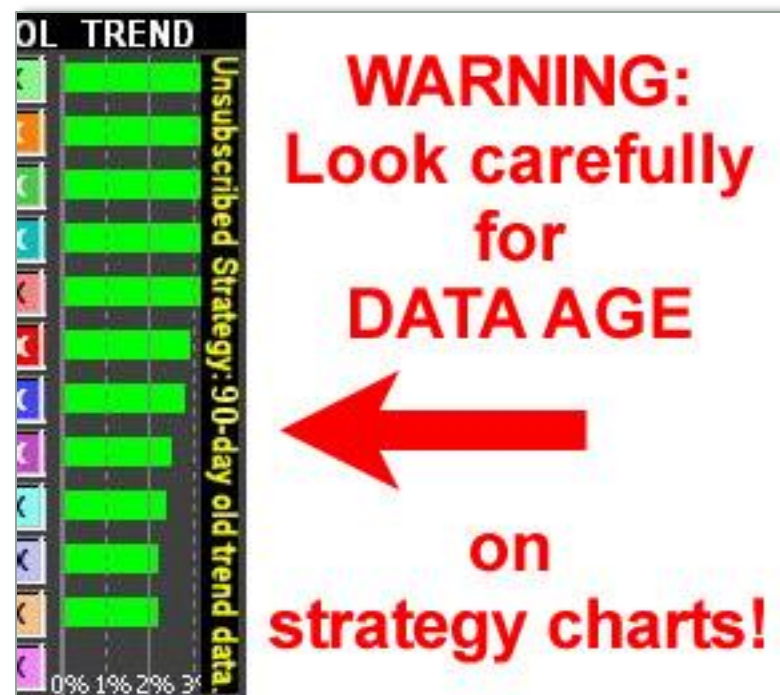 OL TREND
Unsubscribed Strategy: 90-day old trend data.
0% 1% 2% 3%
WARNING:
Look carefully
for
DATA AGE
on
strategy charts!